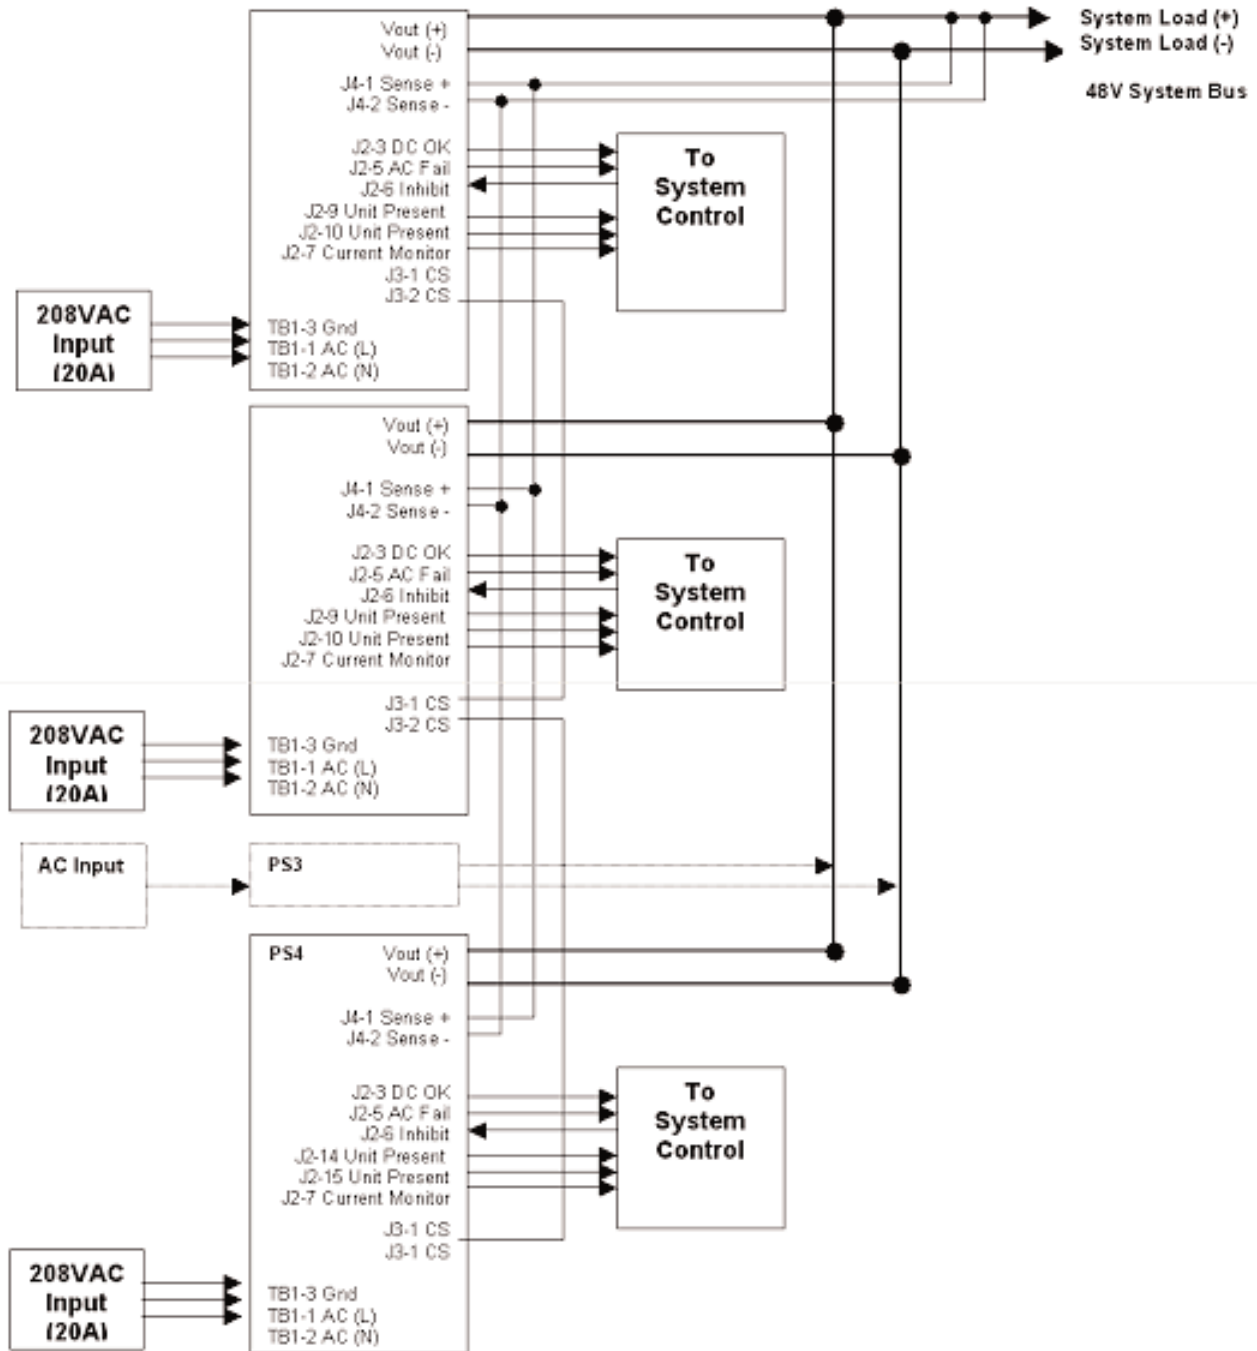 Vout (+)
Vout (-)
J4-1 Sense +
J4-2 Sense -
J2-3 DC OK
J2-5 AC Fail
J2-6 Inhibit
J2-9 Unit Present
J2-10 Unit Present
J2-7 Current Monitor
J3-1 CS
J3-2 CS
TB1-3 Gnd
TB1-1 AC (L)
TB1-2 AC (N)
System Load (+)
System Load (-)
48V System Bus
To
System
Control
208VAC
Input
(20A)
Vout (+)
Vout (-)
J4-1 Sense +
J4-2 Sense -
J2-3 DC OK
J2-5 AC Fail
J2-6 Inhibit
J2-9 Unit Present
J2-10 Unit Present
J2-7 Current Monitor
J3-1 CS
J3-2 CS
TB1-3 Gnd
TB1-1 AC (L)
TB1-2 AC (N)
To
System
Control
208VAC
Input
(20A)
AC Input
PS3
PS4
Vout (+)
Vout (-)
J4-1 Sense +
J4-2 Sense -
J2-3 DC OK
J2-5 AC Fail
J2-6 Inhibit
J2-14 Unit Present
J2-15 Unit Present
J2-7 Current Monitor
J3-1 CS
J3-1 CS
TB1-3 Gnd
TB1-1 AC (L)
TB1-2 AC (N)
To
System
Control
208VAC
Input
(20A)